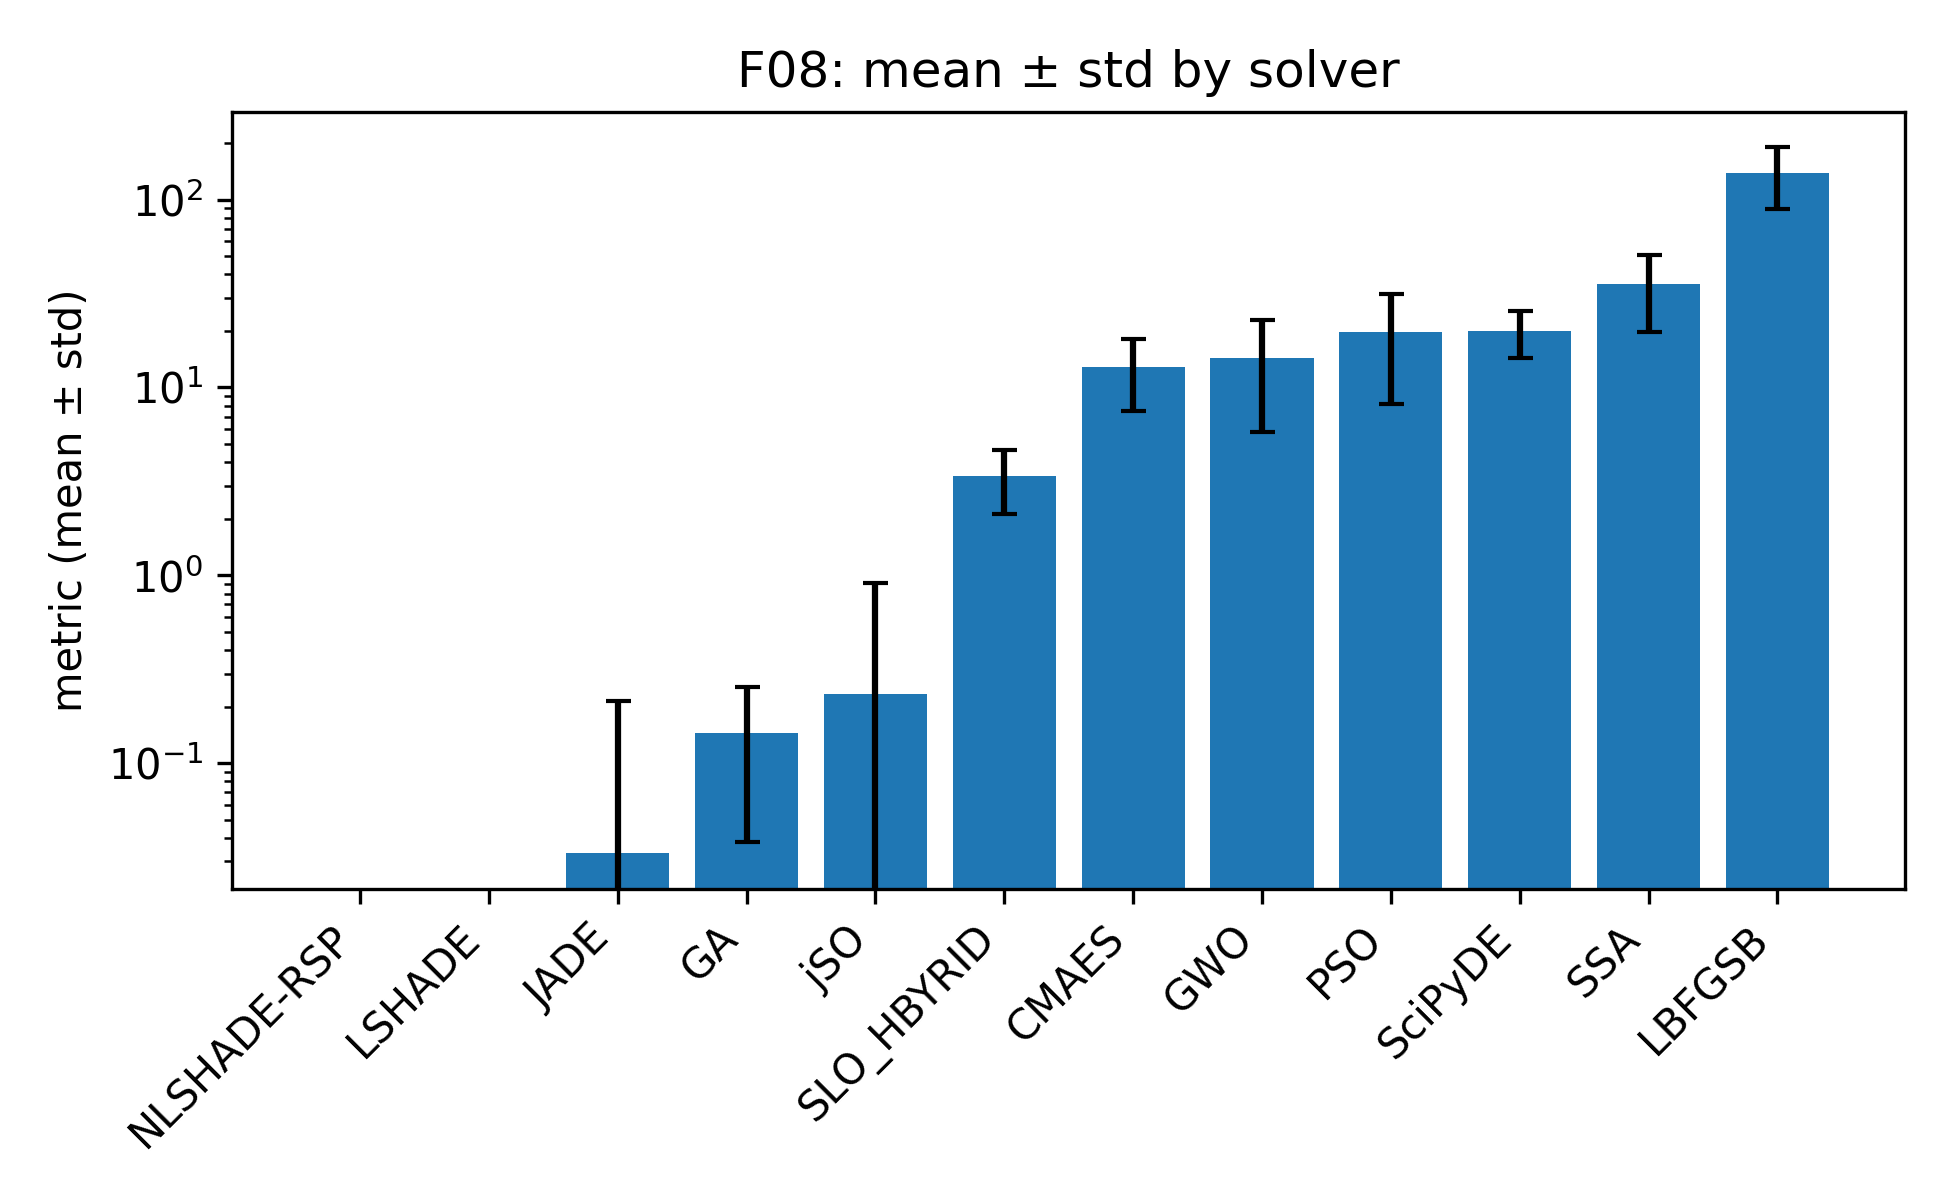 F08: mean ± std by solver
metric (mean ± std)
10²
10¹
10⁰
10⁻¹
NLSHADE-RSP
LSHADE
JADE
GA
jSO
SLO_HBYRID
CMAES
GWO
PSO
SciPyDE
SSA
LBFGSB